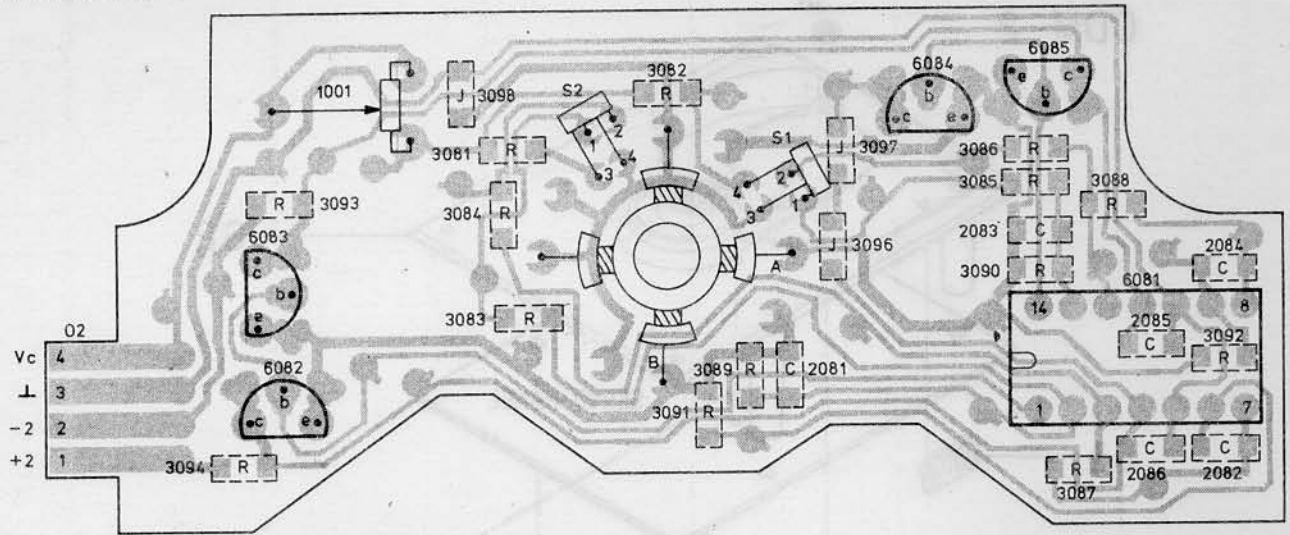 6085
6084
3082
e c
b
S2
b
c e
1001
J 3098
R
2
1
4
3
S1
J 3097
3081 R
3086 R
4
2
3
1
3085 R
3088
R
R 3093
3084 R
J 3096
2083 C
2084
C
6083
c
b
e
A
3090 R
6081
14 8
3083 R
2085
C
3092
R
O2
Vc 4
⊥ 3
-2 2
+2 1
6082
b
c e
B
3089 R
C 2081
3091 R
1 7
3094 R
R
3087
C
2086
C
2082